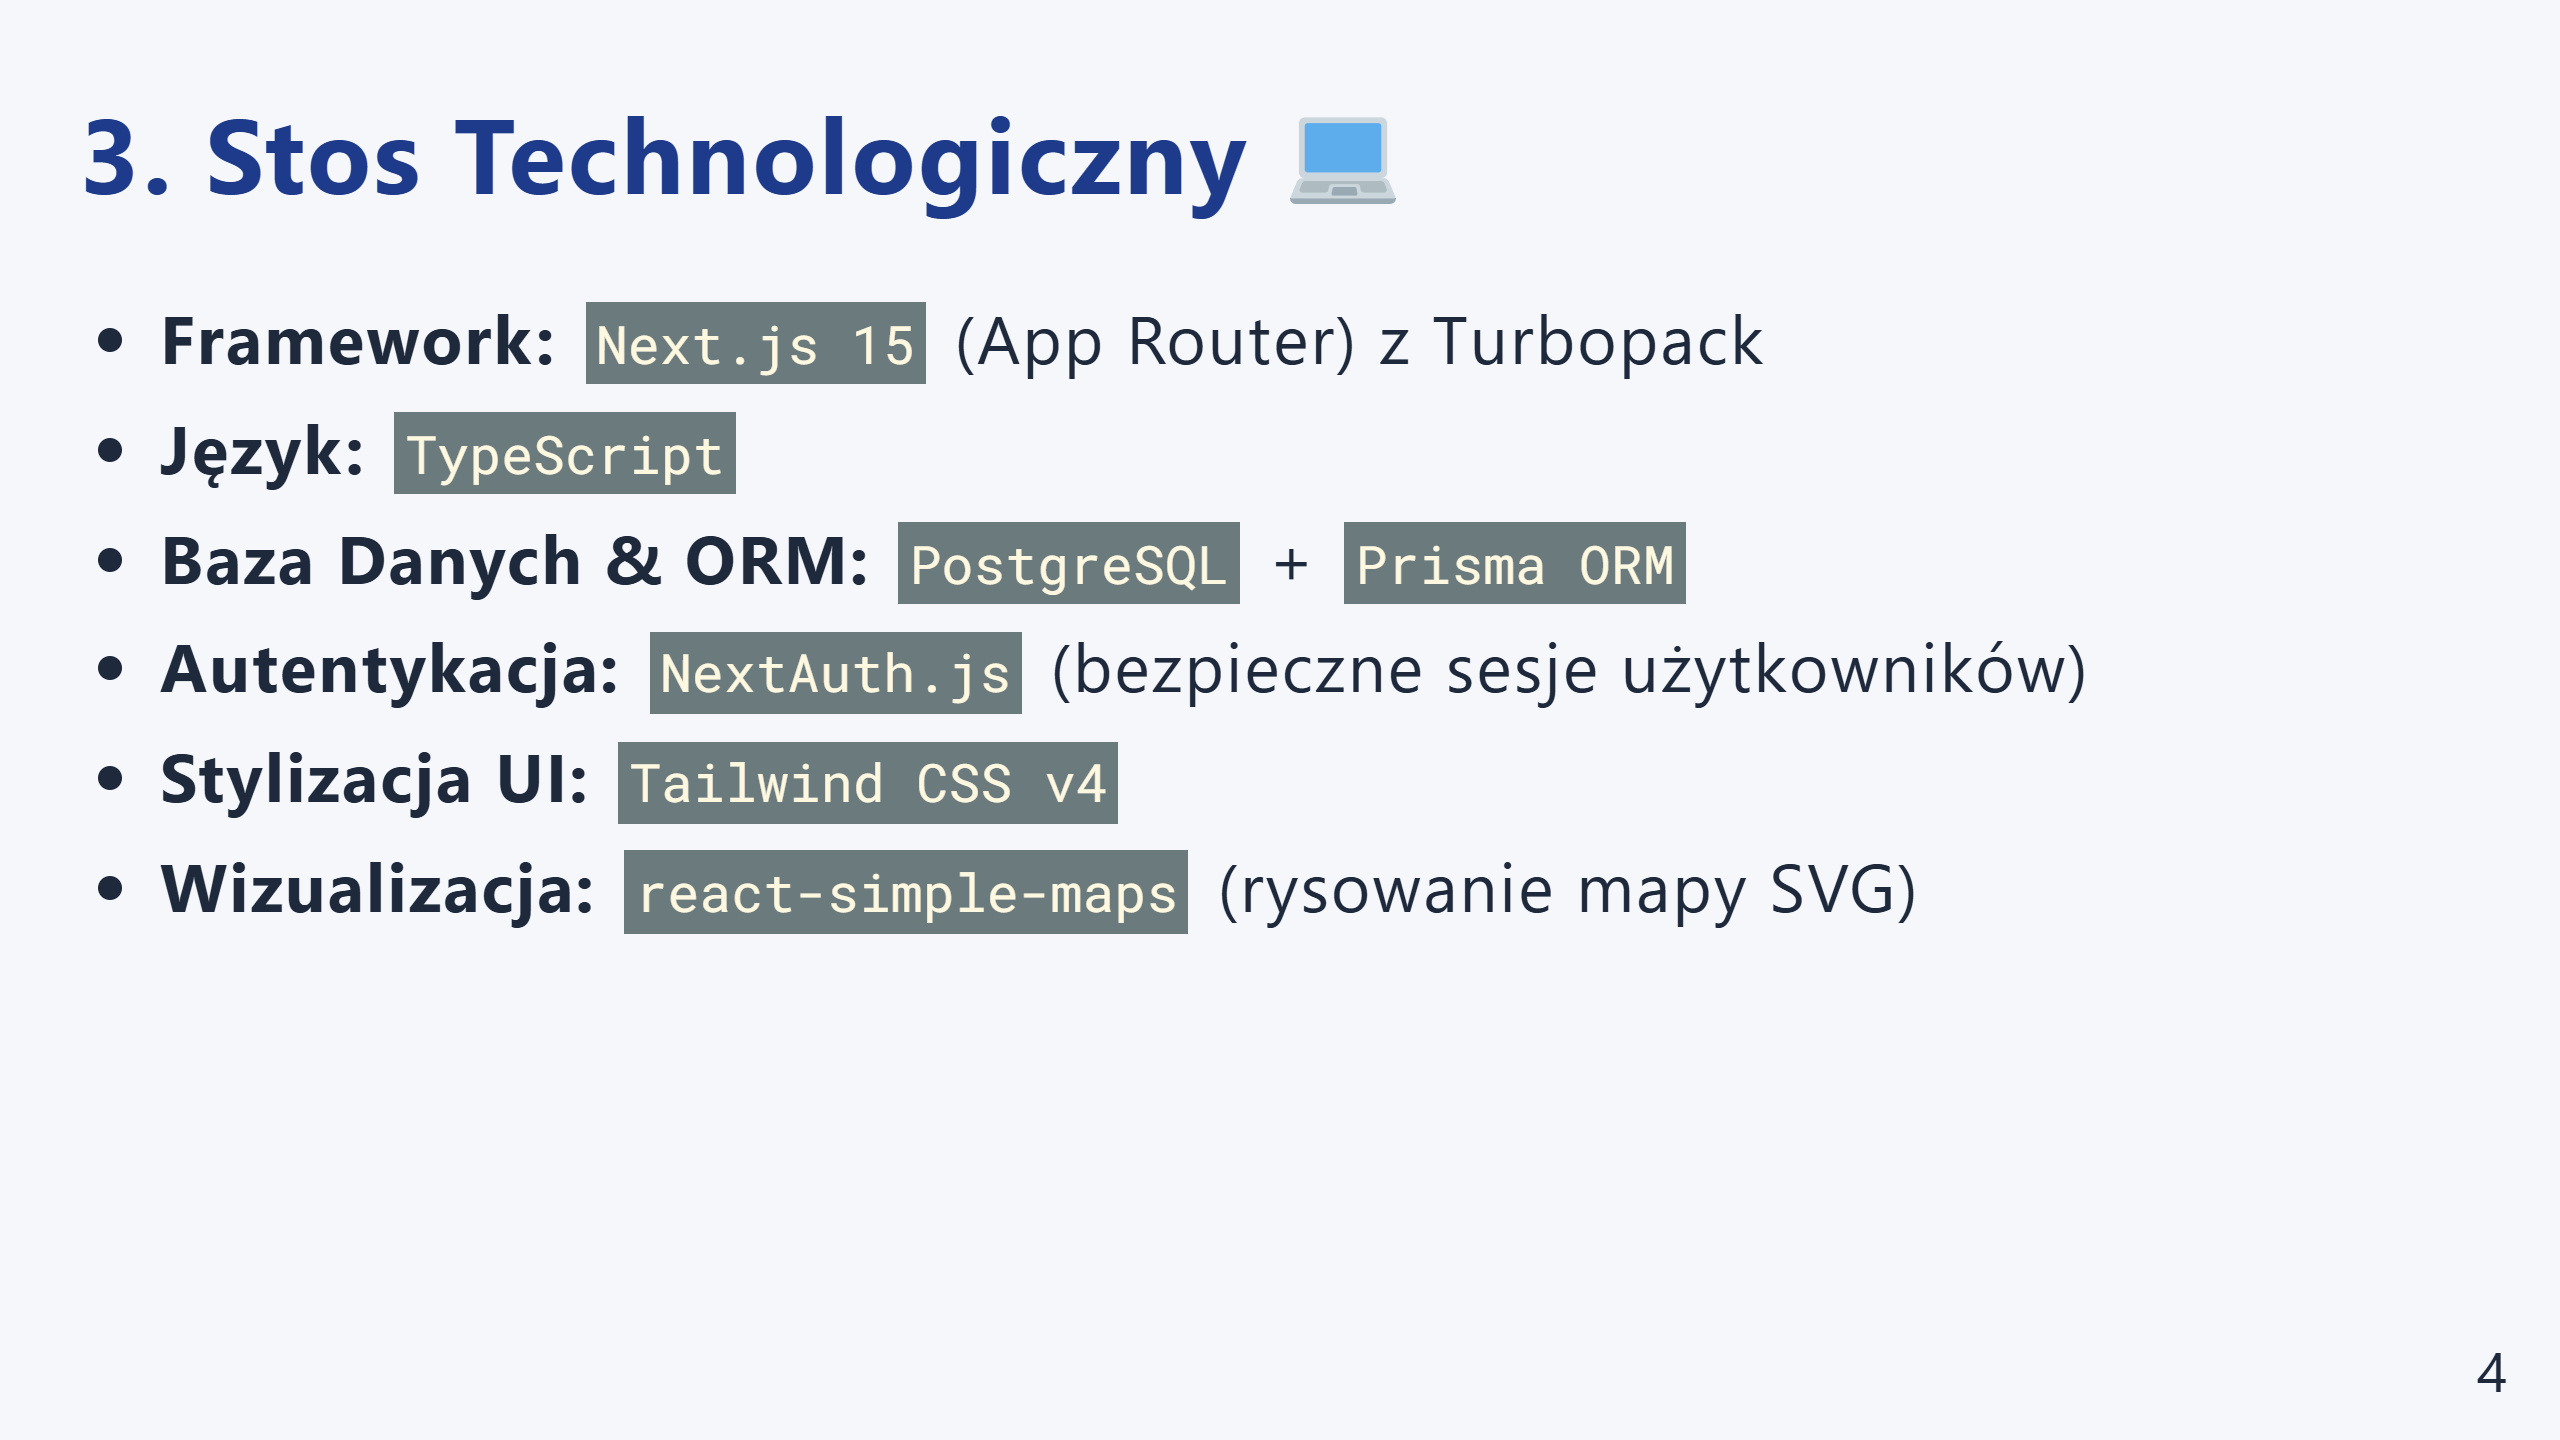 3. Stos Technologiczny 💻
• Framework: Next.js 15 (App Router) z Turbopack
• Język: TypeScript
• Baza Danych & ORM: PostgreSQL + Prisma ORM
• Autentykacja: NextAuth.js (bezpieczne sesje użytkowników)
• Stylizacja UI: Tailwind CSS v4
• Wizualizacja: react-simple-maps (rysowanie mapy SVG)
4